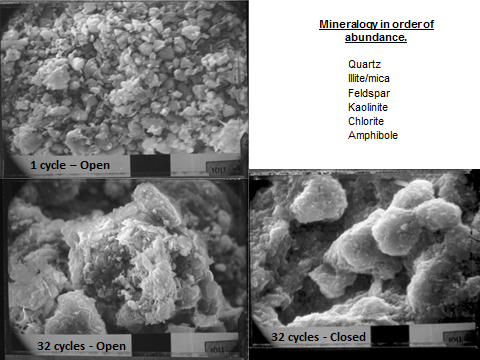 Mineralogy in order of
abundance.
Quartz
Illite/mica
Feldspar
Kaolinite
Chlorite
Amphibole
1 cycle – Open
32 cycles - Open
32 cycles - Closed